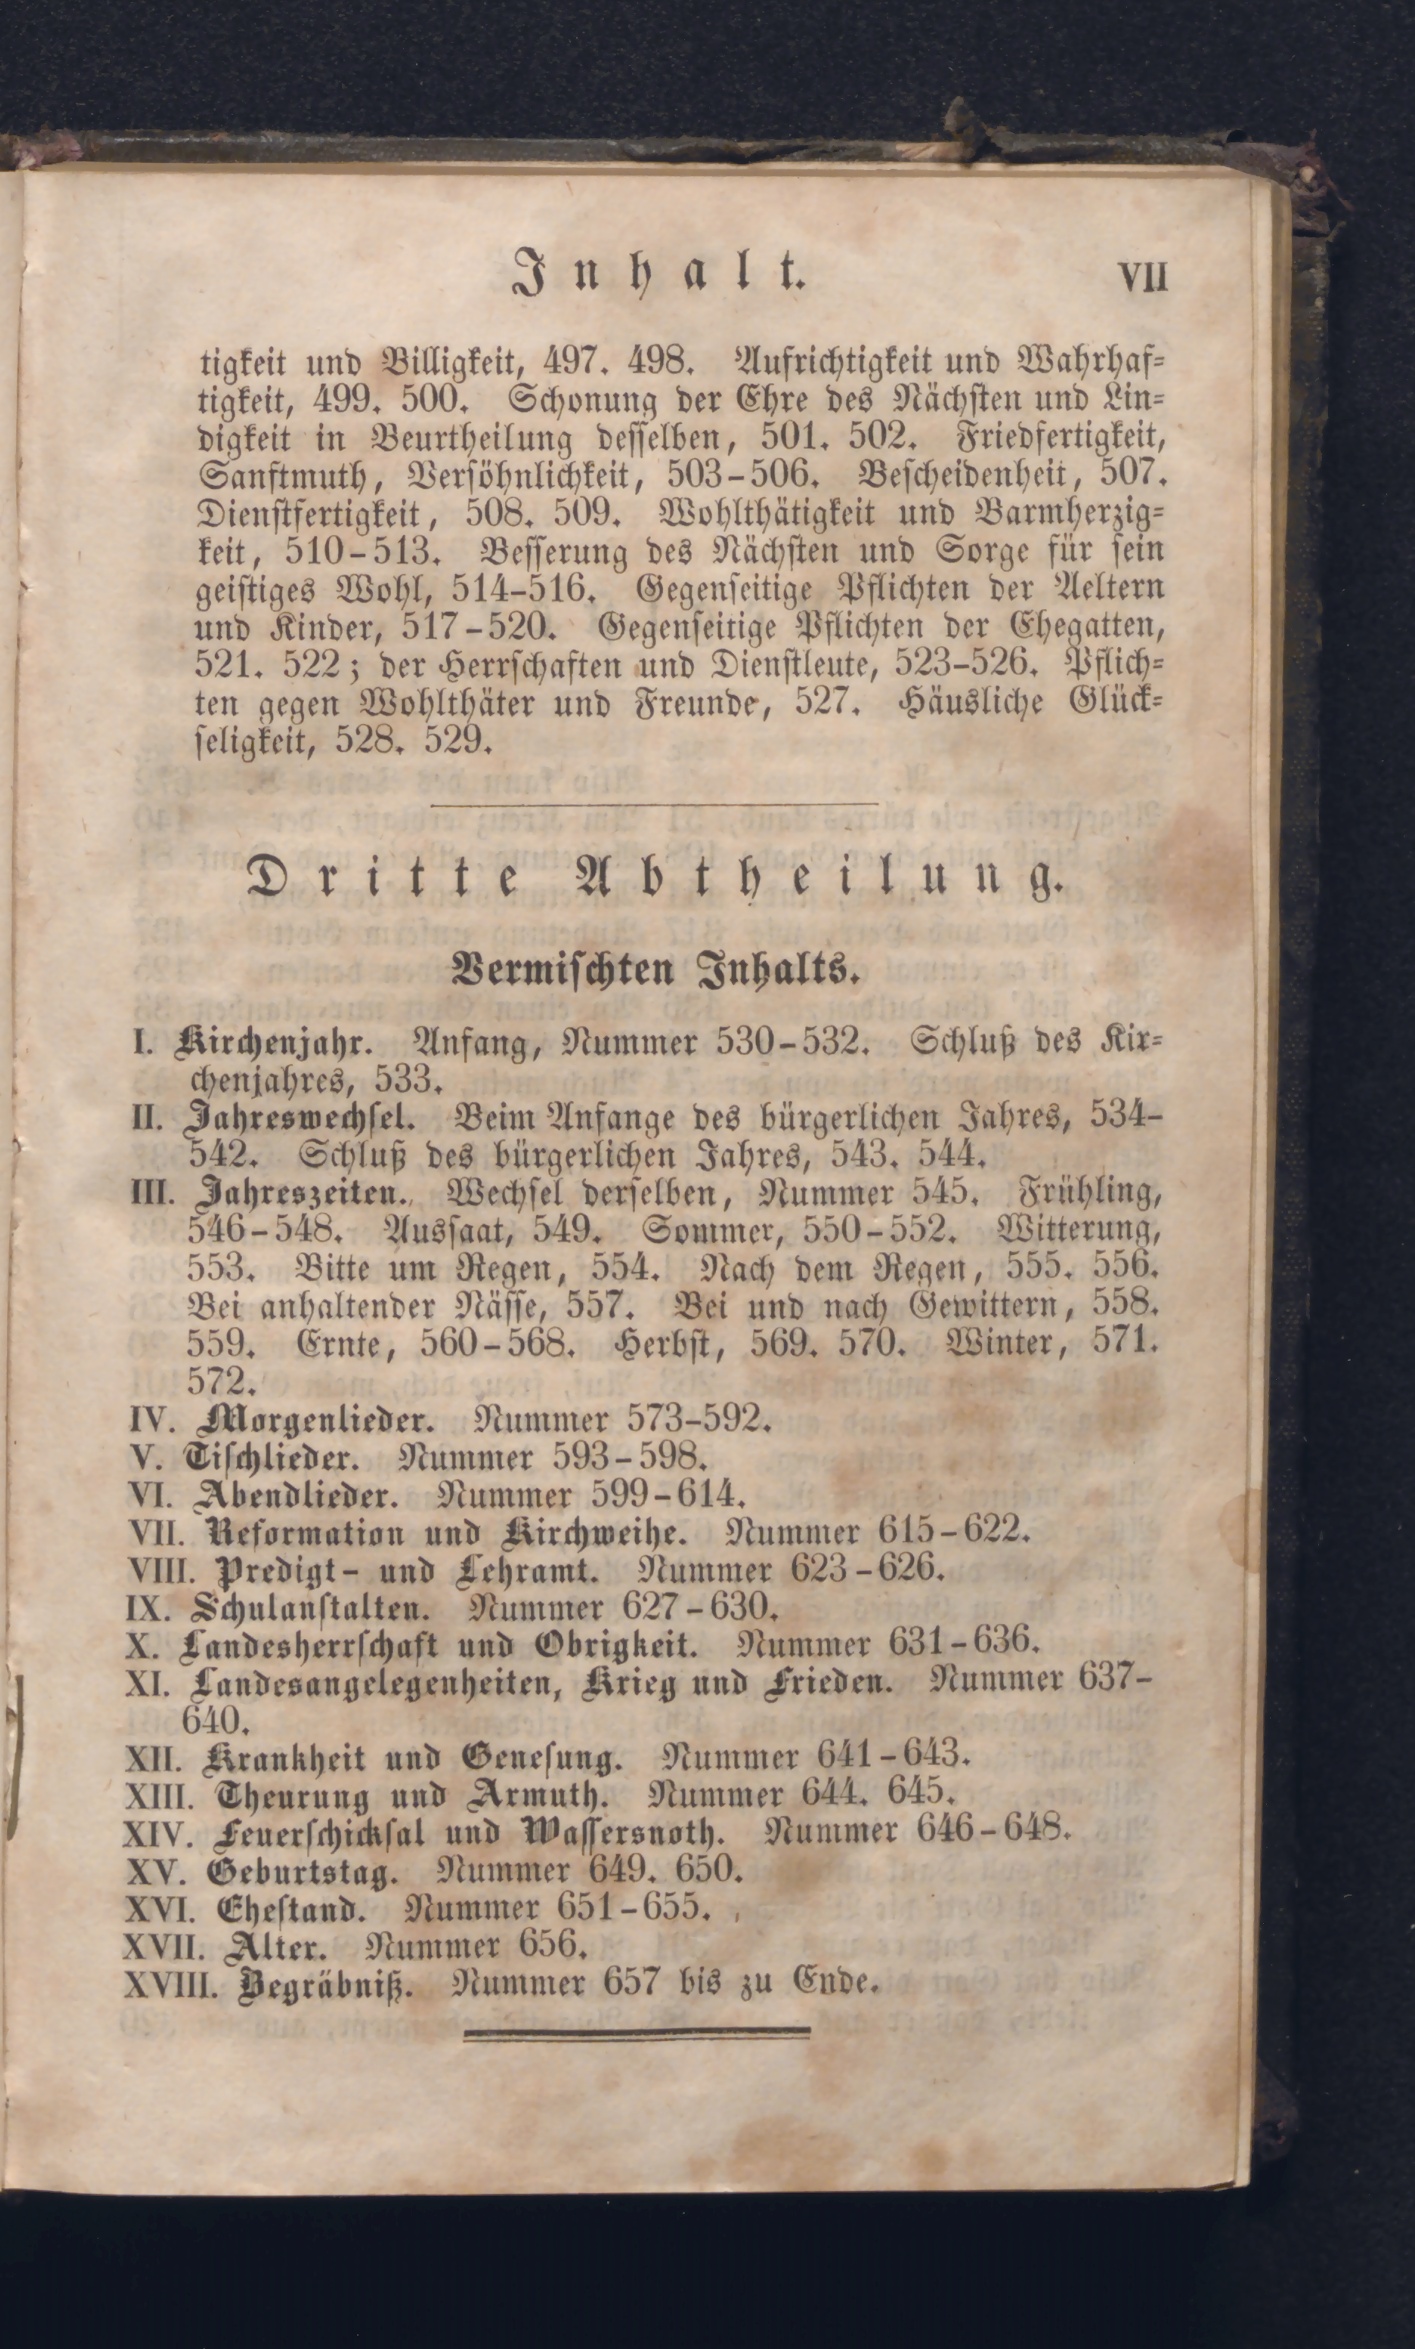 Inhalt. VII
tigkeit und Billigkeit, 497. 498. Aufrichtigkeit und Wahrhaf-
tigkeit, 499. 500. Schonung der Ehre des Nächsten und Lin-
digkeit in Beurtheilung desselben, 501. 502. Friedfertigkeit,
Sanftmuth, Versöhnlichkeit, 503-506. Bescheidenheit, 507.
Dienstfertigkeit, 508. 509. Wohlthätigkeit und Barmherzig-
keit, 510-513. Besserung des Nächsten und Sorge für sein
geistiges Wohl, 514-516. Gegenseitige Pflichten der Aeltern
und Kinder, 517-520. Gegenseitige Pflichten der Ehegatten,
521. 522; der Herrschaften und Dienstleute, 523-526. Pflich-
ten gegen Wohlthäter und Freunde, 527. Häusliche Glück-
seligkeit, 528. 529.
Dritte Abtheilung.
Vermischten Inhalts.
I. Kirchenjahr. Anfang, Nummer 530-532. Schluß des Kir-
chenjahres, 533.
II. Jahreswechsel. Beim Anfange des bürgerlichen Jahres, 534-
542. Schluß des bürgerlichen Jahres, 543. 544.
III. Jahreszeiten. Wechsel derselben, Nummer 545. Frühling,
546-548. Aussaat, 549. Sommer, 550-552. Witterung,
553. Bitte um Regen, 554. Nach dem Regen, 555. 556.
Bei anhaltender Nässe, 557. Bei und nach Gewittern, 558.
559. Ernte, 560-568. Herbst, 569. 570. Winter, 571.
572.
IV. Morgenlieder. Nummer 573-592.
V. Tischlieder. Nummer 593-598.
VI. Abendlieder. Nummer 599-614.
VII. Reformation und Kirchweihe. Nummer 615-622.
VIII. Predigt- und Lehramt. Nummer 623-626.
IX. Schulanstalten. Nummer 627-630.
X. Landesherrschaft und Obrigkeit. Nummer 631-636.
XI. Landesangelegenheiten, Krieg und Frieden. Nummer 637-
640.
XII. Krankheit und Genesung. Nummer 641-643.
XIII. Theurung und Armuth. Nummer 644. 645.
XIV. Feuerschicksal und Wassersnoth. Nummer 646-648.
XV. Geburtstag. Nummer 649. 650.
XVI. Ehestand. Nummer 651-655.
XVII. Alter. Nummer 656.
XVIII. Begräbniß. Nummer 657 bis zu Ende.